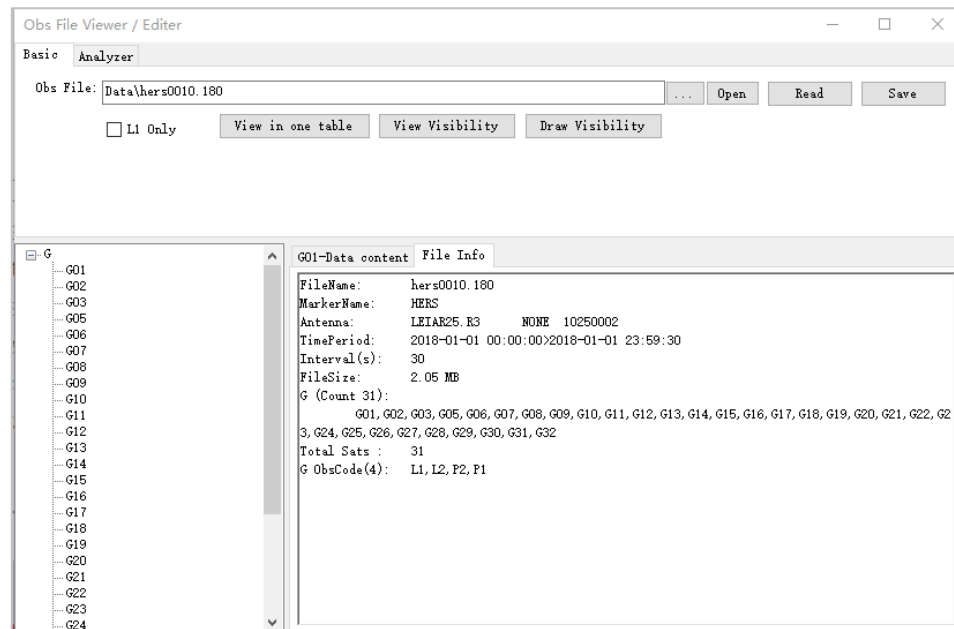 Obs File Viewer / Editer
Basic Analyzer
Obs File: Data\hers0010.180 ... Open Read Save
L1 Only View in one table View Visibility Draw Visibility
G
G01
G02
G03
G05
G06
G07
G08
G09
G10
G11
G12
G13
G14
G15
G16
G17
G18
G19
G20
G21
G22
G23
G24
G01-Data content File Info
FileName: hers0010.180
MarkerName: HERS
Antenna: LEIAR25.R3 NONE 10250002
TimePeriod: 2018-01-01 00:00:00>2018-01-01 23:59:30
Interval(s): 30
FileSize: 2.05 MB
G (Count 31):
G01, G02, G03, G05, G06, G07, G08, G09, G10, G11, G12, G13, G14, G15, G16, G17, G18, G19, G20, G21, G22, G2
3, G24, G25, G26, G27, G28, G29, G30, G31, G32
Total Sats : 31
G ObsCode(4): L1, L2, P2, P1